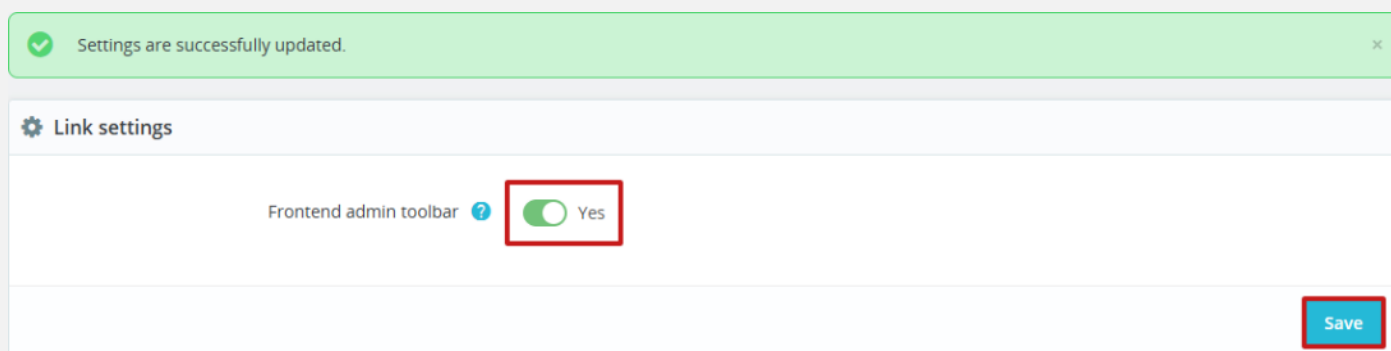 Settings are successfully updated.
×
Link settings
Frontend admin toolbar ? Yes
Save